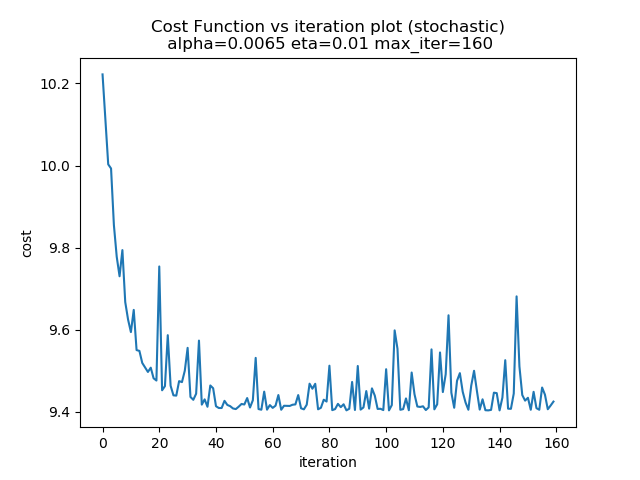 Cost Function vs iteration plot (stochastic)
alpha=0.0065 eta=0.01 max_iter=160
10.2
10.0
9.8
9.6
9.4
cost
0 20 40 60 80 100 120 140 160
iteration